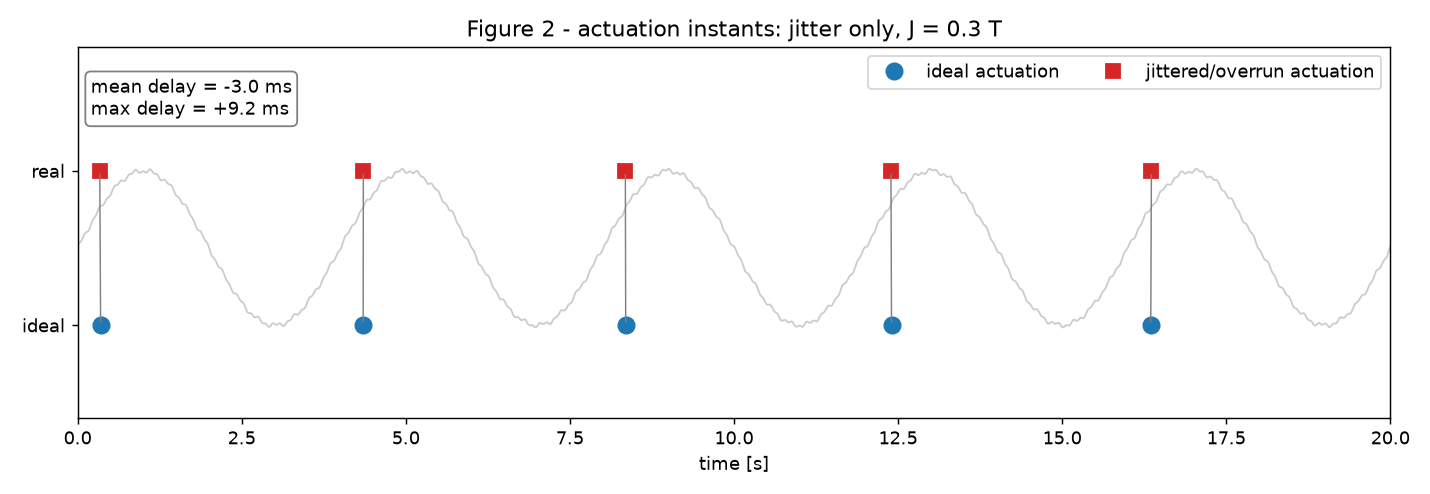 Figure 2 - actuation instants: jitter only, J = 0.3 T
ideal actuation
jittered/overrun actuation
mean delay = -3.0 ms
max delay = +9.2 ms
real
ideal
0.0 2.5 5.0 7.5 10.0 12.5 15.0 17.5 20.0
time [s]